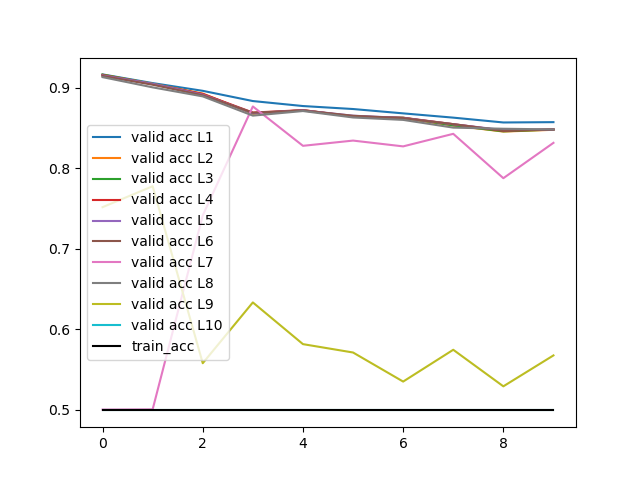 0.9
0.8
0.7
0.6
0.5
valid acc L1
valid acc L2
valid acc L3
valid acc L4
valid acc L5
valid acc L6
valid acc L7
valid acc L8
valid acc L9
valid acc L10
train_acc
0 2 4 6 8